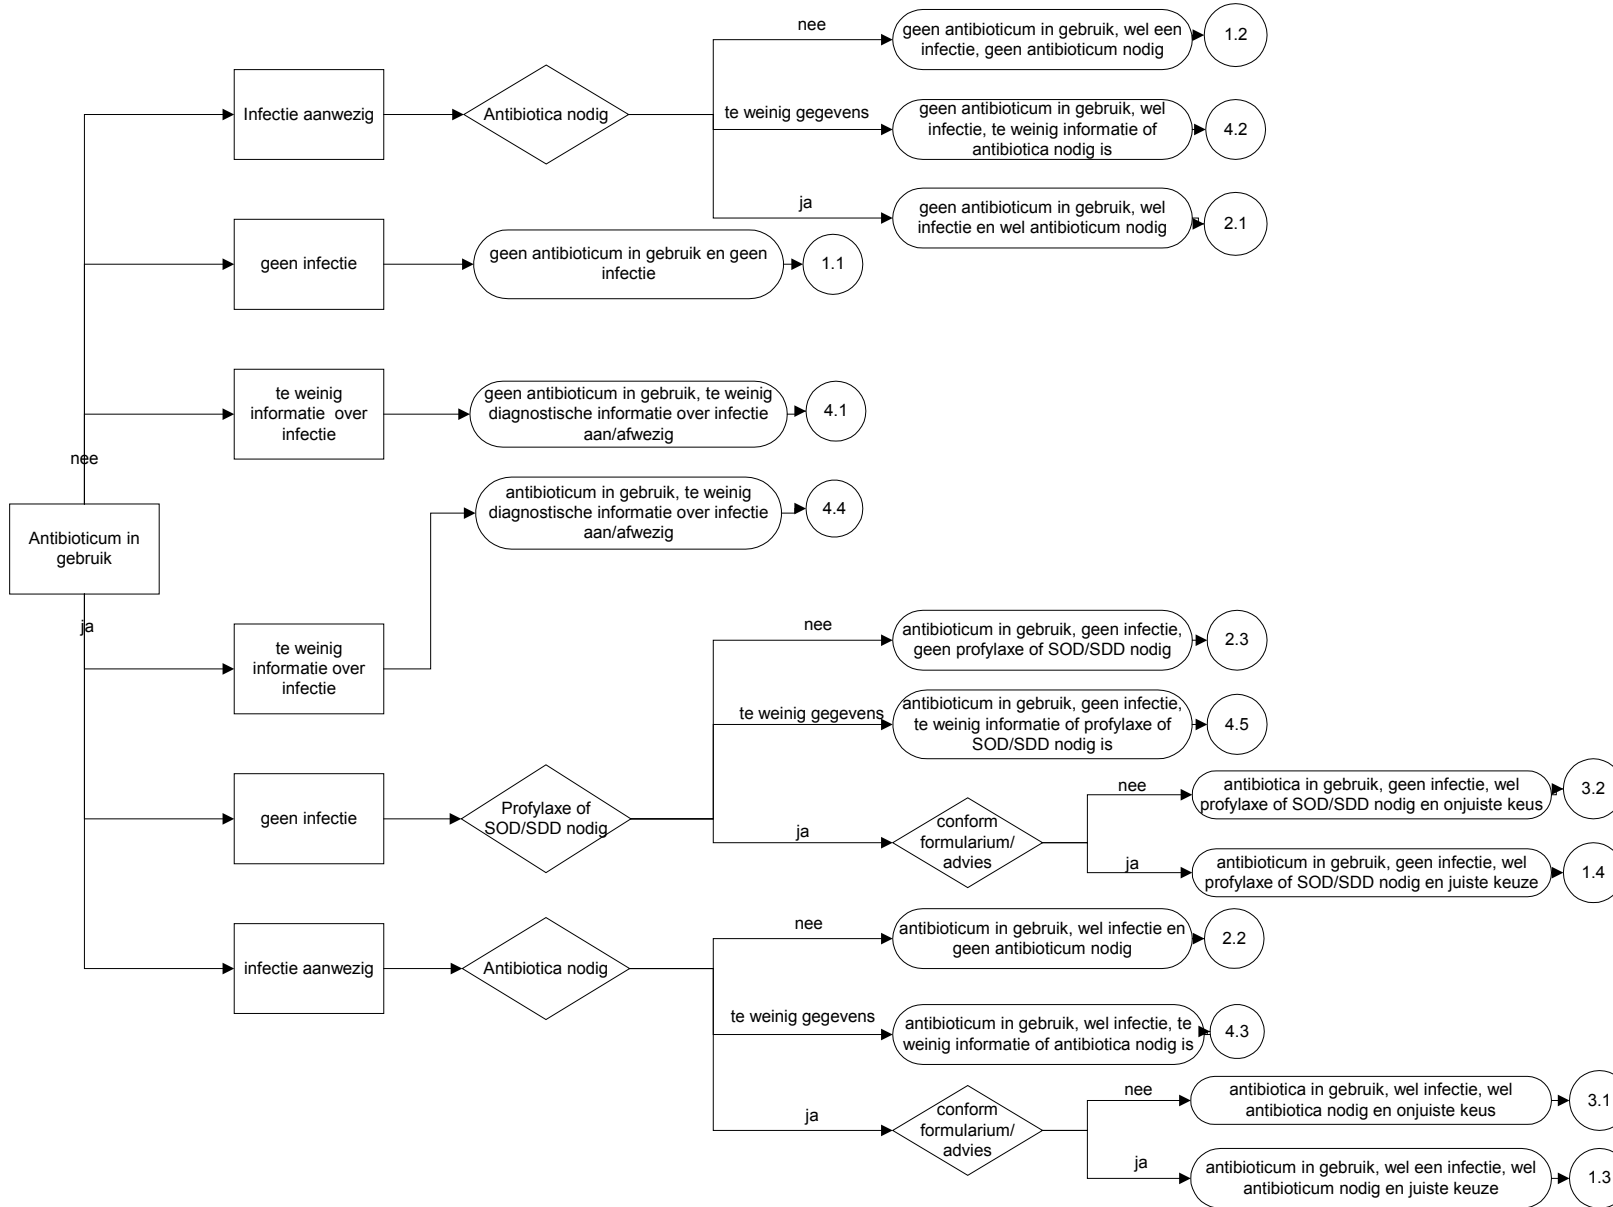 nee
geen antibioticum in gebruik, wel een
infectie, geen antibioticum nodig
1.2
Infectie aanwezig
Antibiotica nodig
te weinig gegevens
geen antibioticum in gebruik, wel
infectie, te weinig informatie of
antibiotica nodig is
4.2
ja
geen antibioticum in gebruik, wel
infectie en wel antibioticum nodig
2.1
geen infectie
geen antibioticum in gebruik en geen
infectie
1.1
te weinig
informatie over
infectie
geen antibioticum in gebruik, te weinig
diagnostische informatie over infectie
aan/afwezig
4.1
nee
antibioticum in gebruik, te weinig
diagnostische informatie over infectie
aan/afwezig
4.4
Antibioticum in
gebruik
ja
te weinig
informatie over
infectie
nee
antibioticum in gebruik, geen infectie,
geen profylaxe of SOD/SDD nodig
2.3
te weinig gegevens
antibioticum in gebruik, geen infectie,
te weinig informatie of profylaxe of
SOD/SDD nodig is
4.5
geen infectie
Profylaxe of
SOD/SDD nodig
ja
conform
formularium/
advies
nee
antibiotica in gebruik, geen infectie, wel
profylaxe of SOD/SDD nodig en onjuiste keus
3.2
ja
antibioticum in gebruik, geen infectie, wel
profylaxe of SOD/SDD nodig en juiste keuze
1.4
infectie aanwezig
Antibiotica nodig
nee
antibioticum in gebruik, wel infectie en
geen antibioticum nodig
2.2
te weinig gegevens
antibioticum in gebruik, wel infectie, te
weinig informatie of antibiotica nodig is
4.3
ja
conform
formularium/
advies
nee
antibiotica in gebruik, wel infectie, wel
antibiotica nodig en onjuiste keus
3.1
ja
antibioticum in gebruik, wel een infectie, wel
antibioticum nodig en juiste keuze
1.3